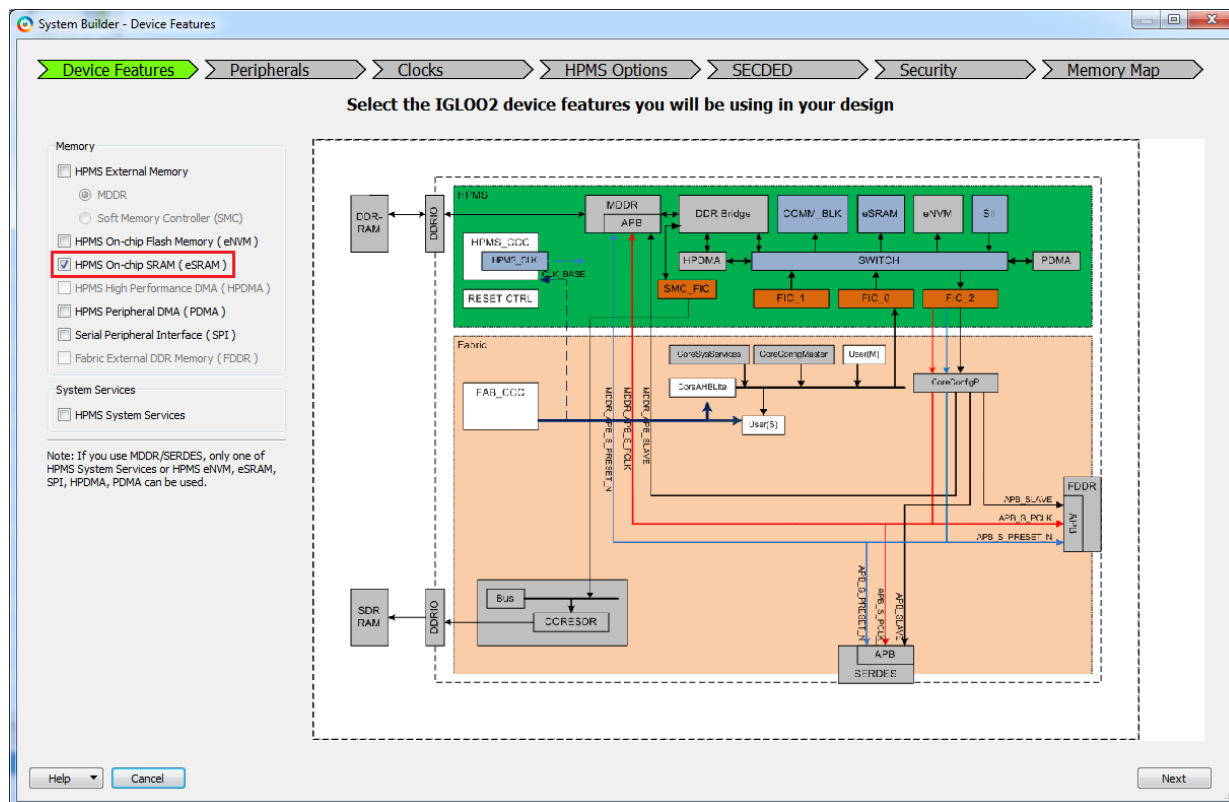 System Builder - Device Features
Device Features
Peripherals
Clocks
HPMS Options
SECDED
Security
Memory Map
Select the IGLOO2 device features you will be using in your design
Memory
HPMS External Memory
MDDR
Soft Memory Controller (SMC)
HPMS On-chip Flash Memory ( eNVM )
HPMS On-chip SRAM ( eSRAM )
HPMS High Performance DMA ( HPDMA )
HPMS Peripheral DMA ( PDMA )
Serial Peripheral Interface ( SPI )
Fabric External DDR Memory ( FDDR )
System Services
HPMS System Services
Note: If you use MDDR/SERDES, only one of
HPMS System Services or HPMS eNVM, eSRAM,
SPI, HPDMA, PDMA can be used.
HPMS
DDR-
RAM
DDRIO
MDDR
APB
DDR Bridge
COMM_BLK
eSRAM
eNVM
SII
HPMS_CCC
HPMS_CLK
CLK_BASE
HPDMA
SWITCH
PDMA
RESET CTRL
SMC_FIC
FIC_1
FIC_0
FIC_2
Fabric
CoreSysServices
CoreConfigMaster
User(M)
FAB_CCC
CoreAHBLite
CoreConfigP
User(S)
MDDR_APB_S_PRESET_N
MDDR_APB_S_PCLK
MDDR_APB_SLAVE
FDDR
APB_SLAVE
APB_S_PCLK
APB
APB_S_PRESET_N
SDR
RAM
DDRIO
Bus
CORESDR
APB_S_PRESET_N
APB_S_PCLK
APB_SLAVE
APB
SERDES
Help
Cancel
Next